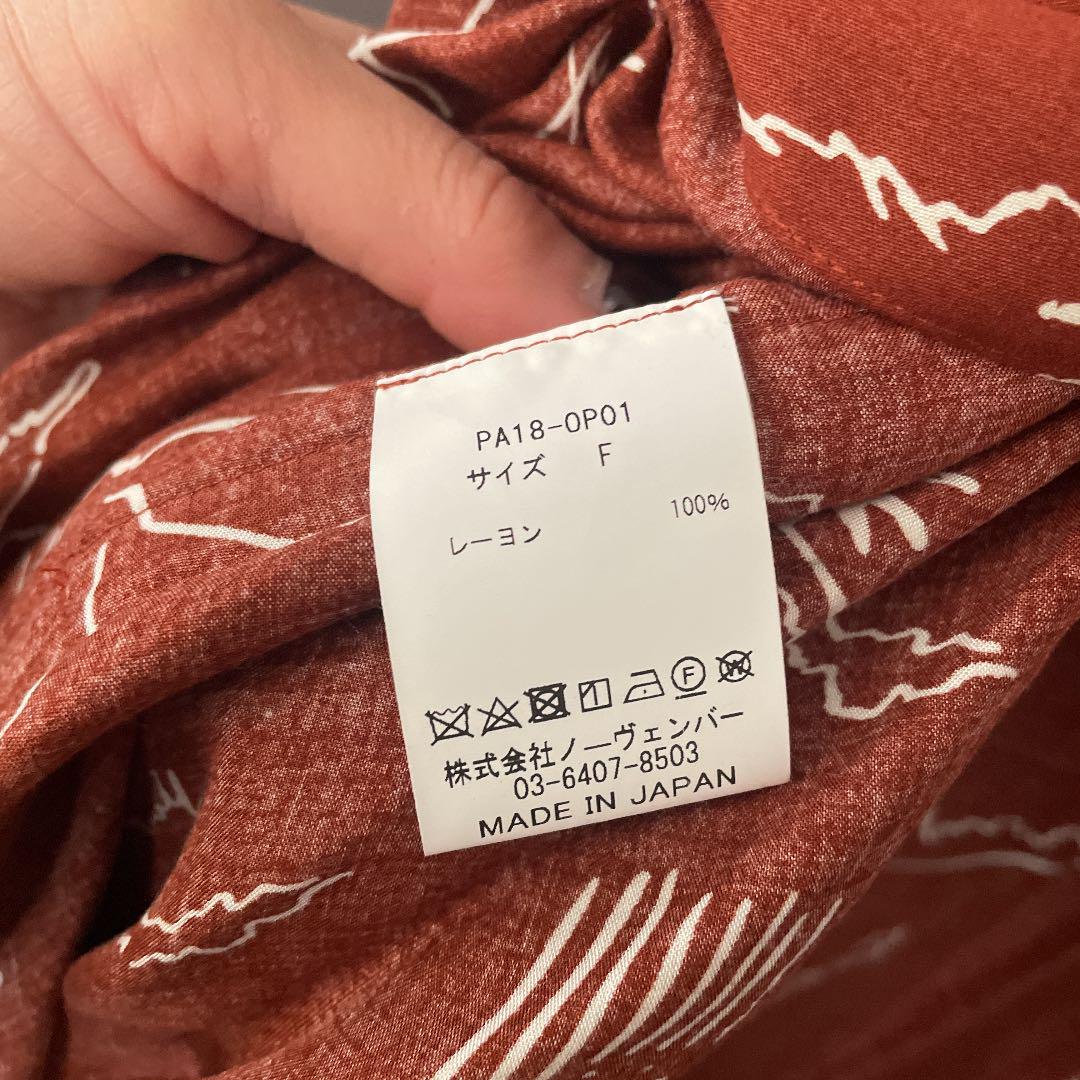 PA18-OP01
サイズ F
レーヨン 100%
F W
株式会社ノーヴェンバー
03-6407-8503
MADE IN JAPAN